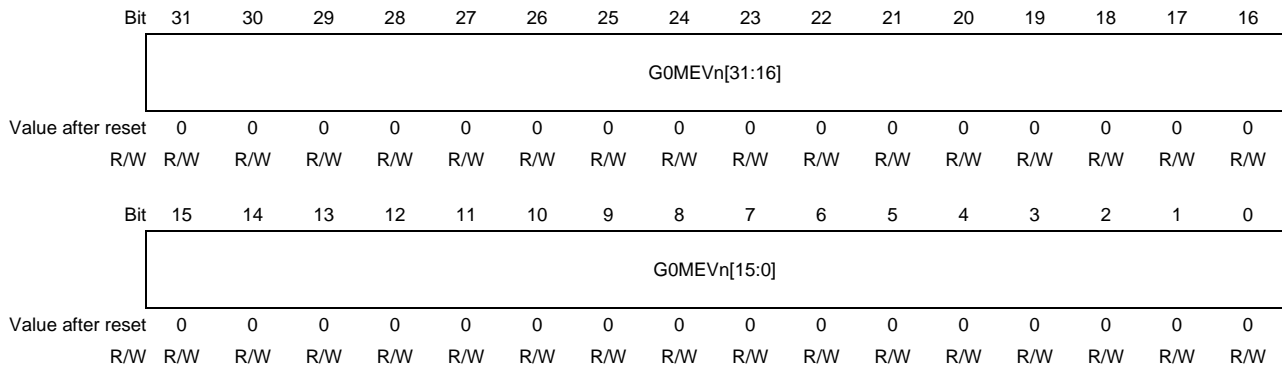 Bit 31 30 29 28 27 26 25 24 23 22 21 20 19 18 17 16
G0MEVn[31:16]
Value after reset 0 0 0 0 0 0 0 0 0 0 0 0 0 0 0 0
R/W R/W R/W R/W R/W R/W R/W R/W R/W R/W R/W R/W R/W R/W R/W R/W R/W
Bit 15 14 13 12 11 10 9 8 7 6 5 4 3 2 1 0
G0MEVn[15:0]
Value after reset 0 0 0 0 0 0 0 0 0 0 0 0 0 0 0 0
R/W R/W R/W R/W R/W R/W R/W R/W R/W R/W R/W R/W R/W R/W R/W R/W R/W